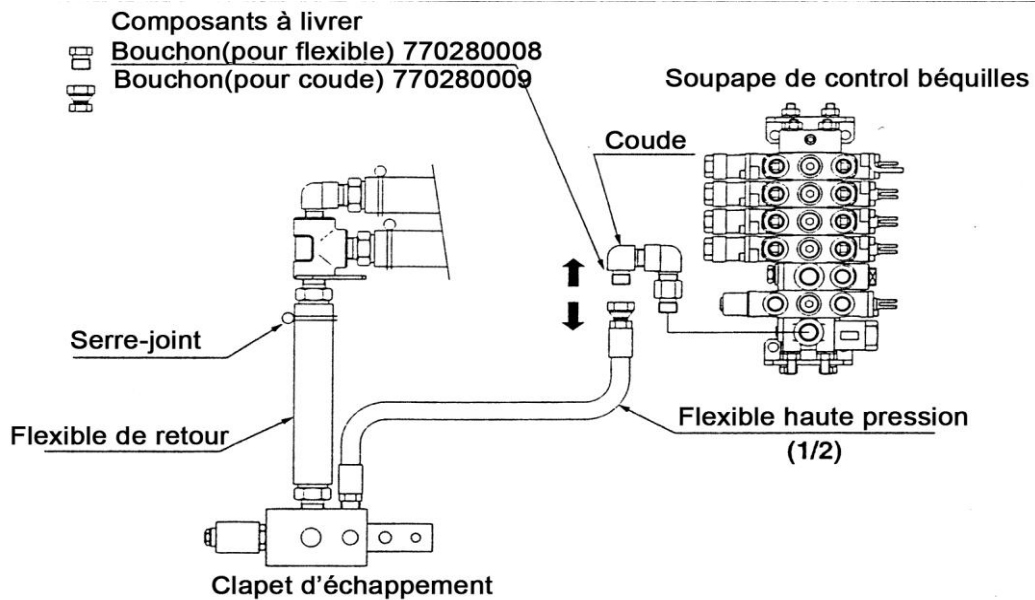 Composants à livrer
Bouchon(pour flexible) 770280008
Bouchon(pour coude) 770280009
Soupape de control béquilles
Coude
Serre-joint
Flexible de retour
Flexible haute pression
(1/2)
Clapet d'échappement